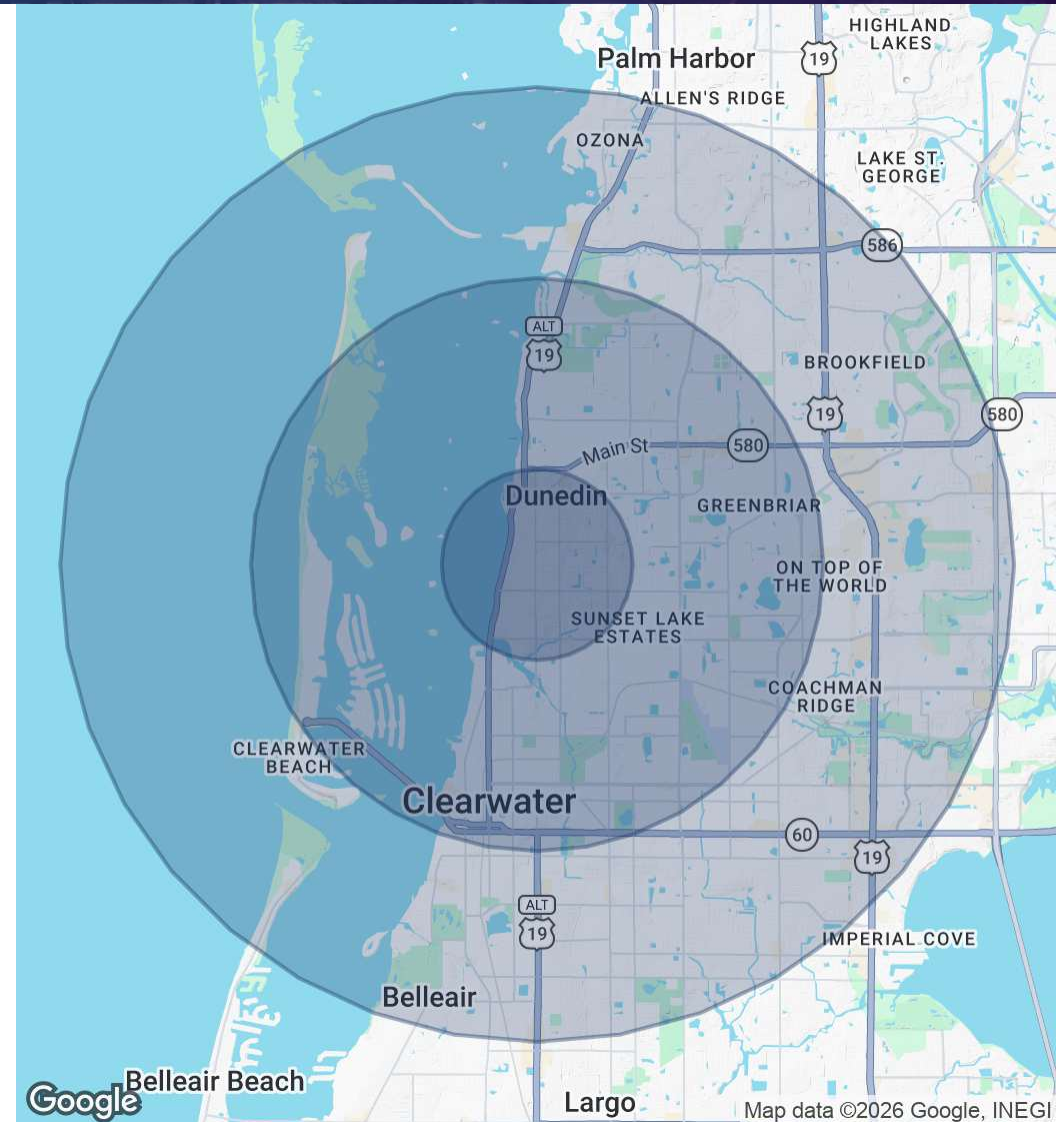 HIGHLAND
LAKES
Palm Harbor
19
ALLEN'S RIDGE
OZONA
LAKE ST.
GEORGE
586
ALT
19
BROOKFIELD
19
580
Main St
580
Dunedin
GREENBRIAR
ON TOP OF
THE WORLD
SUNSET LAKE
ESTATES
COACHMAN
RIDGE
CLEARWATER
BEACH
Clearwater
60
19
ALT
19
IMPERIAL COVE
Belleair
Belleair Beach
Google
Largo
Map data ©2026 Google, INEGI